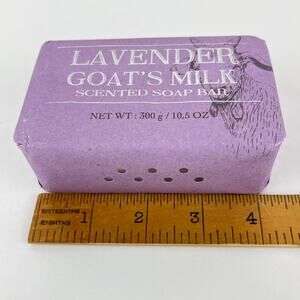 LAVENDER
GOAT'S MILK
SCENTED SOAP BAR
NET WT : 300 g / 10,5 OZ
SIXTEENTHS
EIGHTHS
1 2 3 4